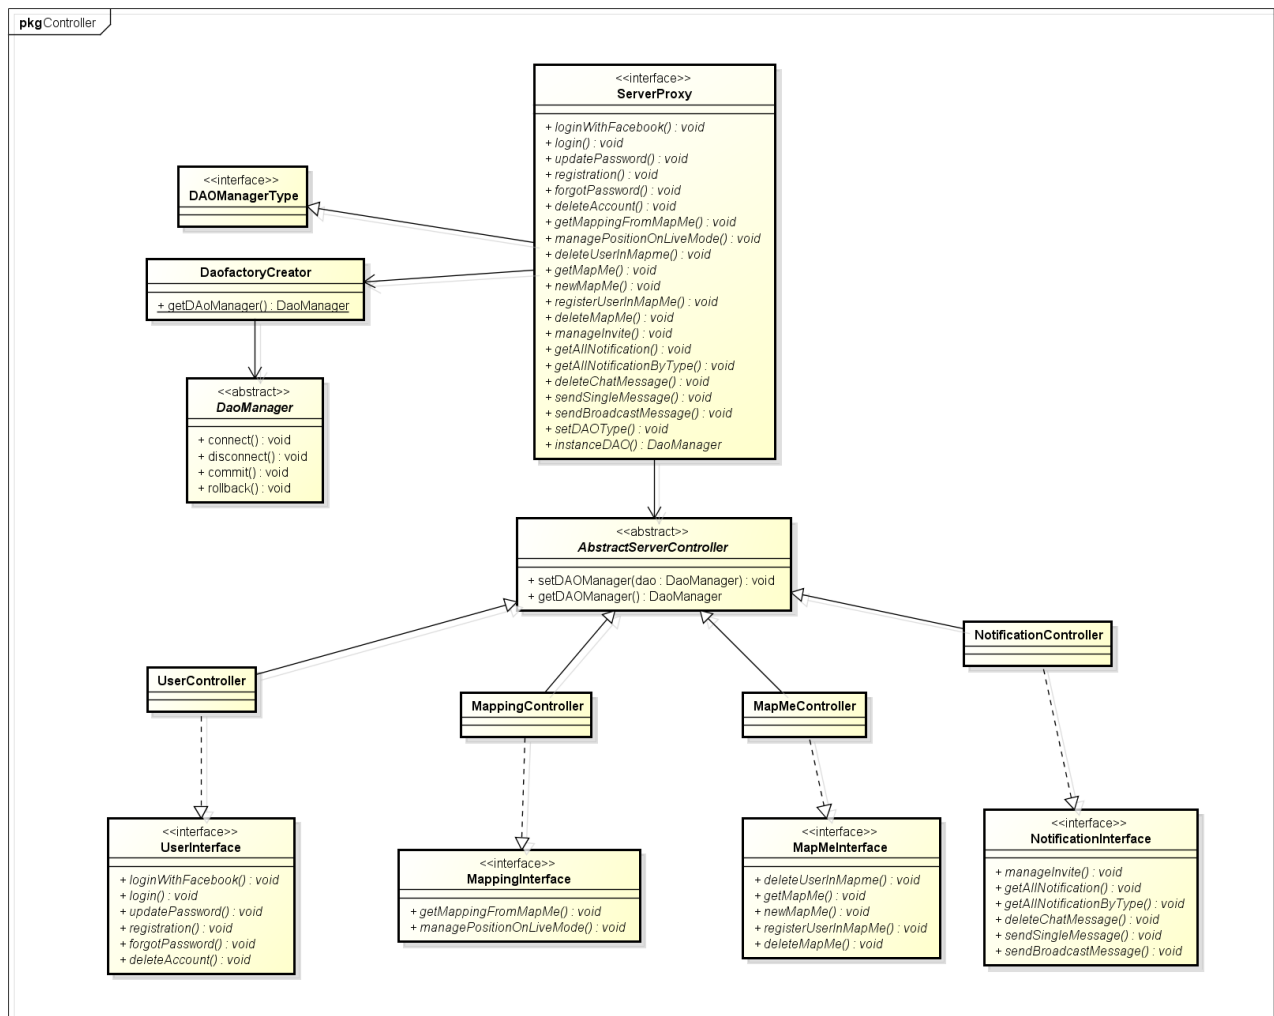 pkg Controller
<<interface>>
ServerProxy
+ loginWithFacebook() : void
+ login() : void
+ updatePassword() : void
+ registration() : void
+ forgotPassword() : void
+ deleteAccount() : void
+ getMappingFromMapMe() : void
+ managePositionOnLiveMode() : void
+ deleteUserInMapme() : void
+ getMapMe() : void
+ newMapMe() : void
+ registerUserInMapMe() : void
+ deleteMapMe() : void
+ manageInvite() : void
+ getAllNotification() : void
+ getAllNotificationByType() : void
+ deleteChatMessage() : void
+ sendSingleMessage() : void
+ sendBroadcastMessage() : void
+ setDAOType() : void
+ instanceDAO() : DaoManager
<<interface>>
DAOManagerType
DaofactoryCreator
+ getDAoManager() : DaoManager
<<abstract>>
DaoManager
+ connect() : void
+ disconnect() : void
+ commit() : void
+ rollback() : void
<<abstract>>
AbstractServerController
+ setDAOManager(dao : DaoManager) : void
+ getDAOManager() : DaoManager
UserController
MappingController
MapMeController
NotificationController
<<interface>>
UserInterface
+ loginWithFacebook() : void
+ login() : void
+ updatePassword() : void
+ registration() : void
+ forgotPassword() : void
+ deleteAccount() : void
<<interface>>
MappingInterface
+ getMappingFromMapMe() : void
+ managePositionOnLiveMode() : void
<<interface>>
MapMeInterface
+ deleteUserInMapme() : void
+ getMapMe() : void
+ newMapMe() : void
+ registerUserInMapMe() : void
+ deleteMapMe() : void
<<interface>>
NotificationInterface
+ manageInvite() : void
+ getAllNotification() : void
+ getAllNotificationByType() : void
+ deleteChatMessage() : void
+ sendSingleMessage() : void
+ sendBroadcastMessage() : void